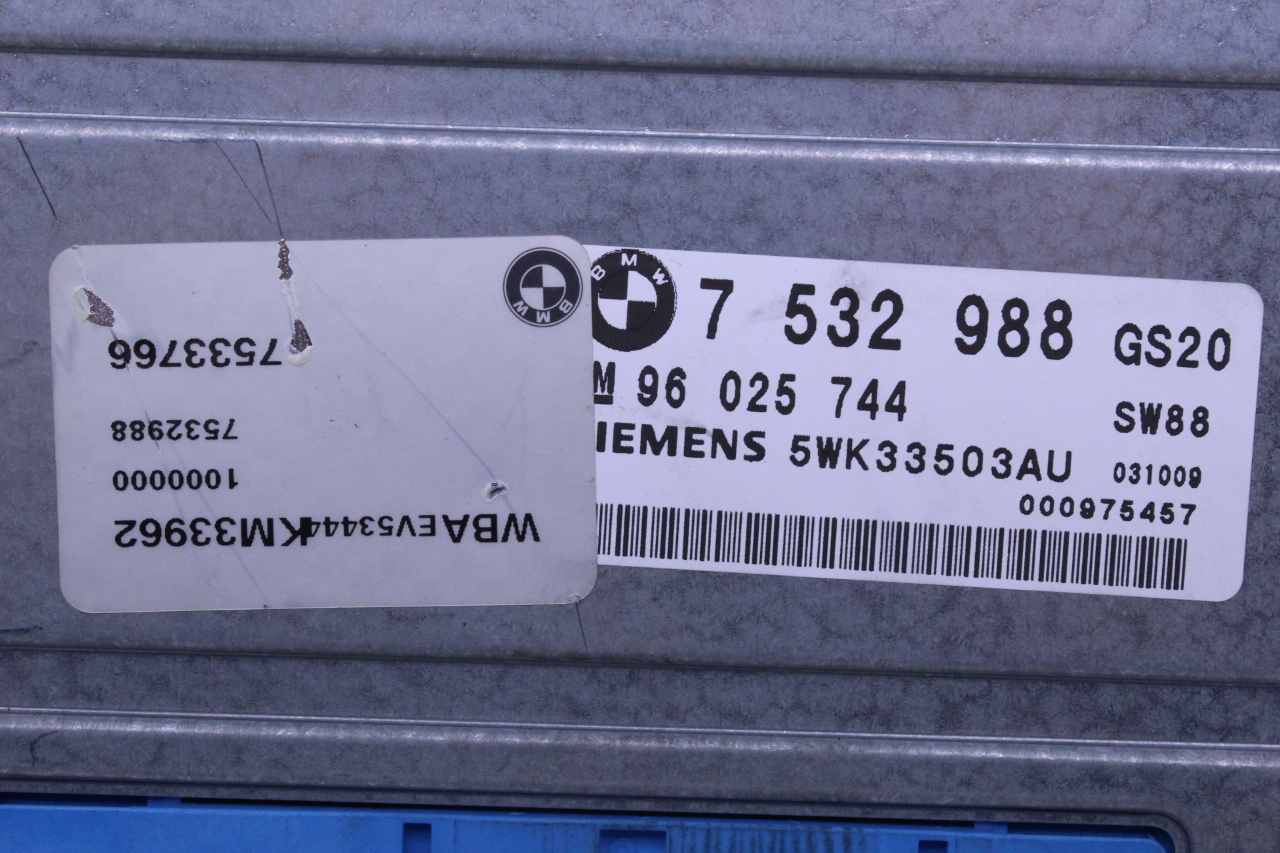 BMW
7533766
7532988
1000000
WBAEV53444KM33962
BMW
7 532 988 GS20
M 96 025 744
SW88
IEMENS 5WK33503AU
031009
000975457